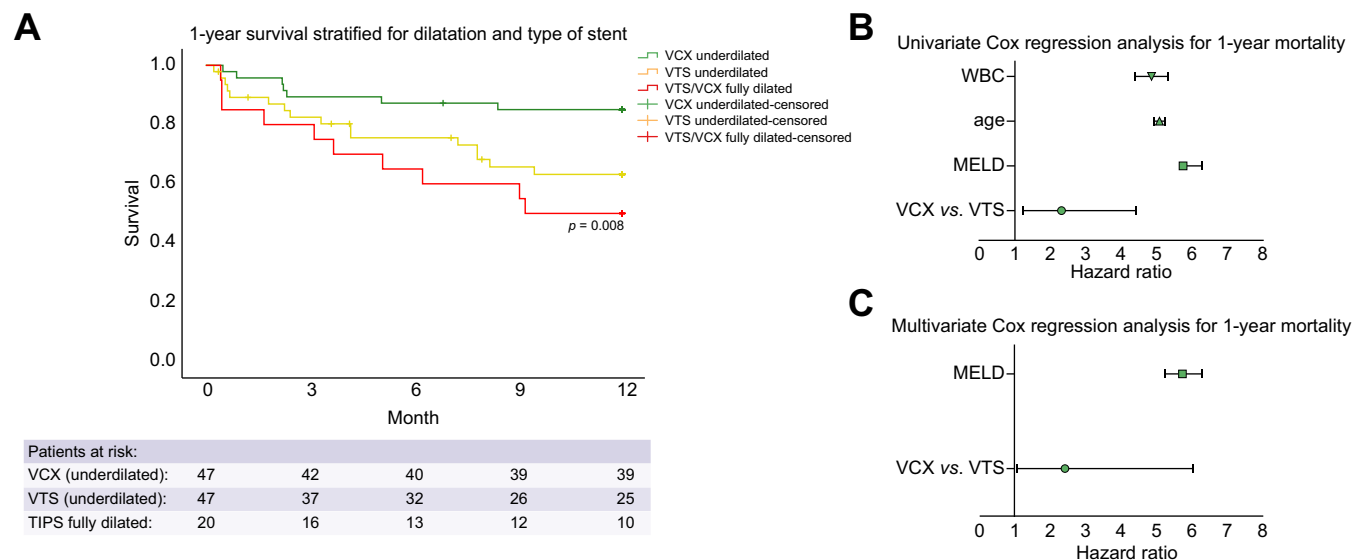 A
1-year survival stratified for dilatation and type of stent
1.0
0.8
0.6
0.4
0.2
0.0
Survival
0 3 6 9 12
Month
VCX underdilated
VTS underdilated
VTS/VCX fully dilated
VCX underdilated-censored
VTS underdilated-censored
VTS/VCX fully dilated-censored
p = 0.008
Patients at risk:
VCX (underdilated): 47 42 40 39 39
VTS (underdilated): 47 37 32 26 25
TIPS fully dilated: 20 16 13 12 10
B
Univariate Cox regression analysis for 1-year mortality
WBC
age
MELD
VCX vs. VTS
0 1 2 3 4 5 6 7 8
Hazard ratio
C
Multivariate Cox regression analysis for 1-year mortality
MELD
VCX vs. VTS
0 1 2 3 4 5 6 7 8
Hazard ratio